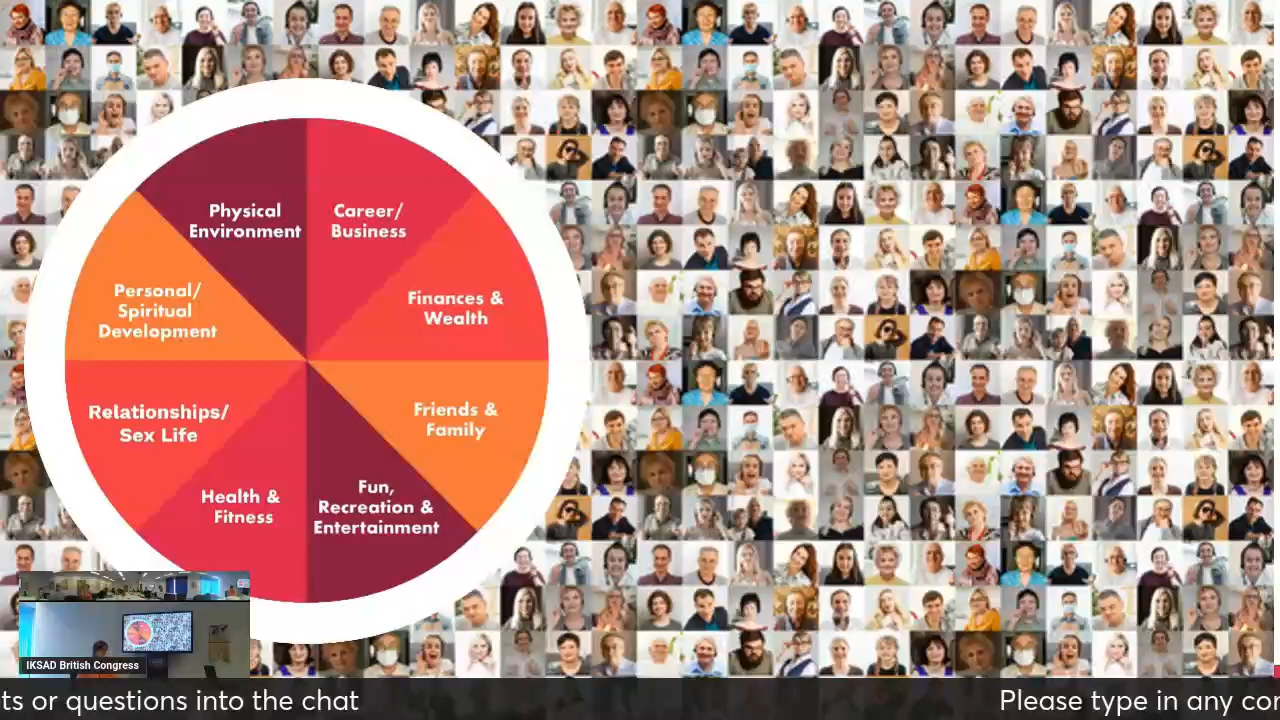 Physical
Environment
Career/
Business
Finances &
Wealth
Friends &
Family
Fun,
Recreation &
Entertainment
Health &
Fitness
Relationships/
Sex Life
Personal/
Spiritual
Development
IKSAD British Congress
ts or questions into the chat
Please type in any co